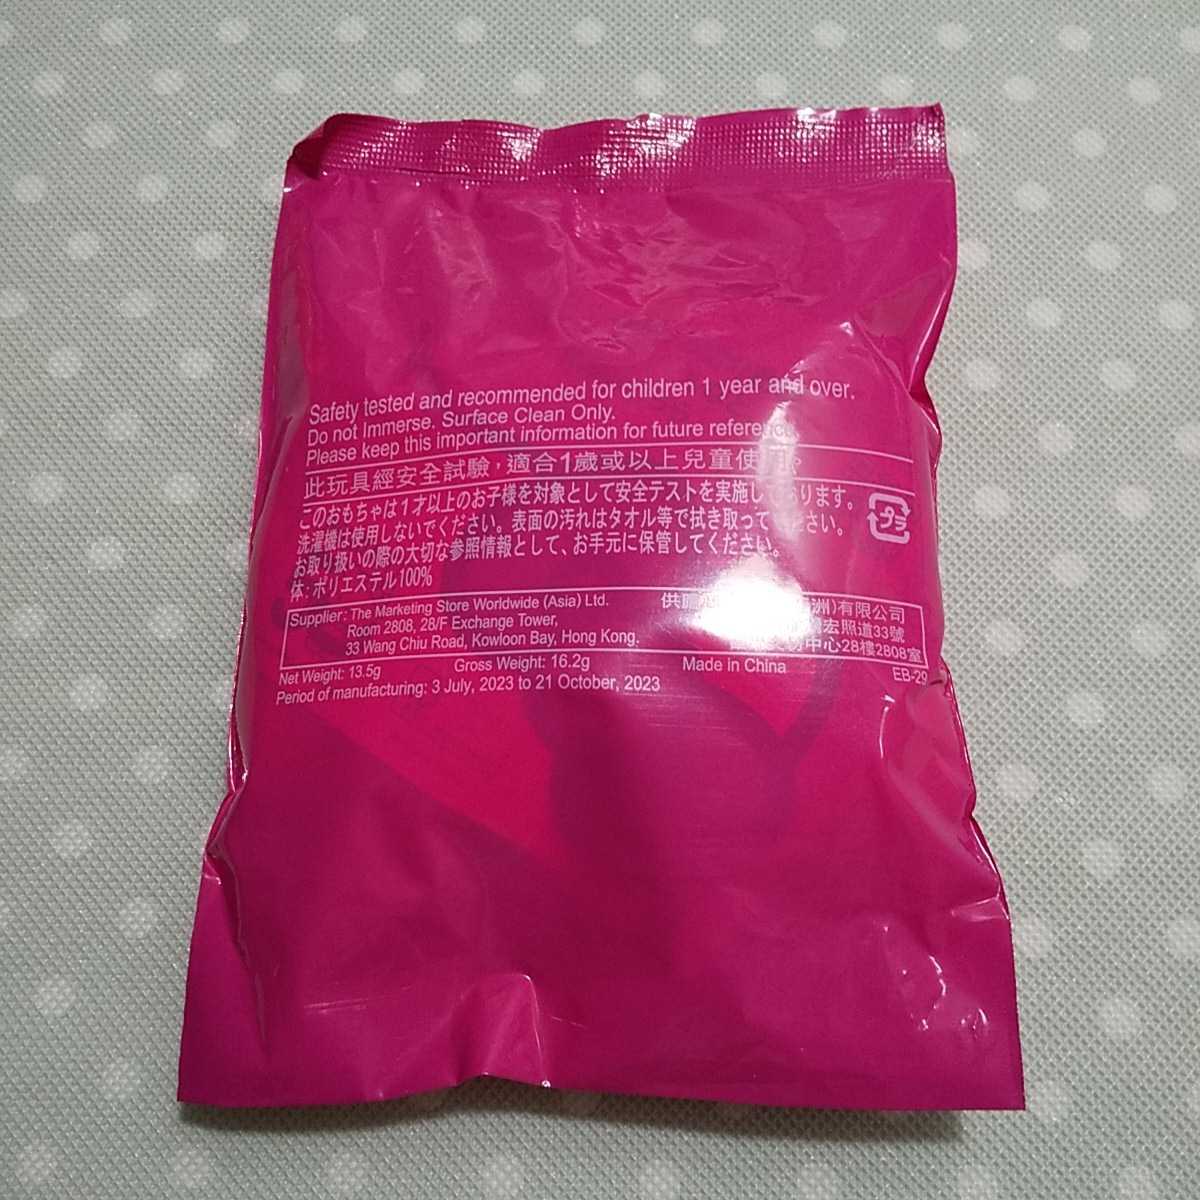 Safety tested and recommended for children 1 year and over.
Do not Immerse. Surface Clean Only.
Please keep this important information for future reference.
此玩具經安全試驗，適合1歲或以上兒童使用。
このおもちゃは1才以上のお子様を対象として安全テストを実施しております。
洗濯機は使用しないでください。表面の汚れはタオル等で拭き取ってください。
お取り扱いの際の大切な参照情報として、お手元に保管してください。
体：ポリエステル100%
プラ
Supplier: The Marketing Store Worldwide (Asia) Ltd.
Room 2808, 28/F Exchange Tower,
33 Wang Chiu Road, Kowloon Bay, Hong Kong.
洲)有限公司
宏照道33號
中心28樓2808室
Net Weight: 13.5g Gross Weight: 16.2g Made in China EB-29
Period of manufacturing: 3 July, 2023 to 21 October, 2023